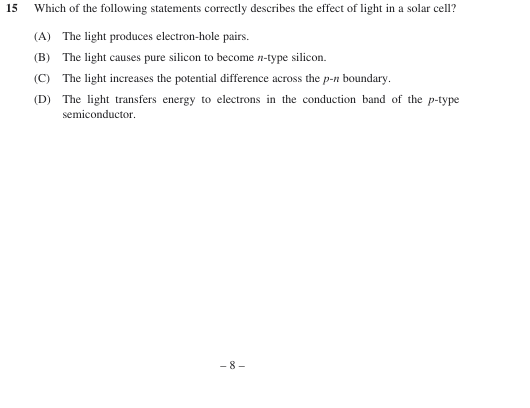 15 Which of the following statements correctly describes the effect of light in a solar cell?
(A) The light produces electron-hole pairs.
(B) The light causes pure silicon to become n-type silicon.
(C) The light increases the potential difference across the p-n boundary.
(D) The light transfers energy to electrons in the conduction band of the p-type
semiconductor.
– 8 –